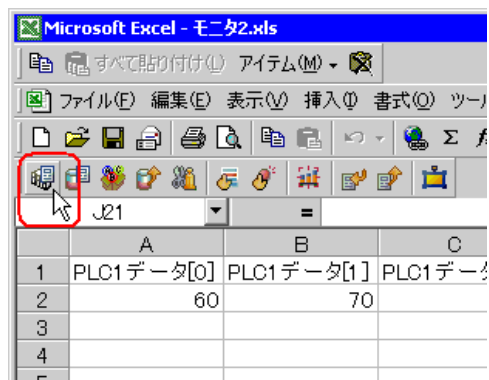 Microsoft Excel - モニタ2.xls
すべて貼り付け(L) アイテム(M)
ファイル(F) 編集(E) 表示(V) 挿入(I) 書式(O) ツール
Σ
J21 =
A B C
1 PLC1データ[0] PLC1データ[1] PLC1デー
2 60 70
3
4